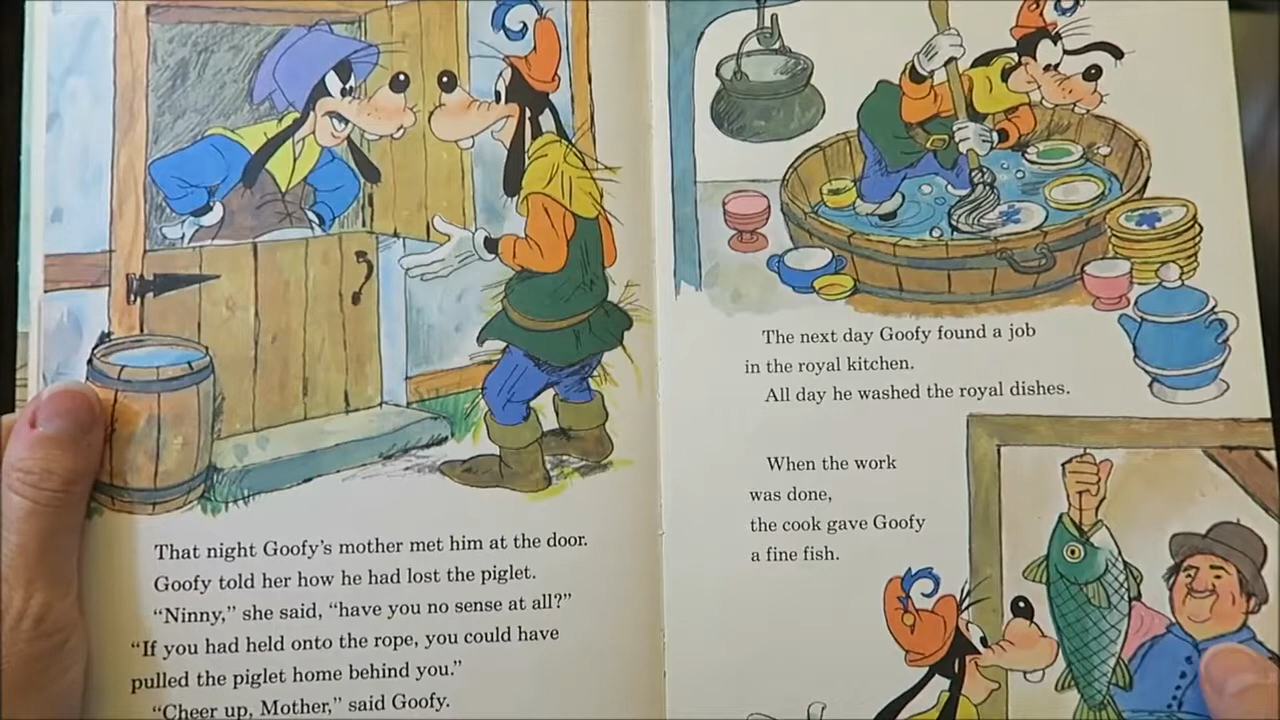 That night Goofy's mother met him at the door.
Goofy told her how he had lost the piglet.
“Ninny,” she said, “have you no sense at all?”
“If you had held onto the rope, you could have
pulled the piglet home behind you.”
“Cheer up, Mother,” said Goofy.
The next day Goofy found a job
in the royal kitchen.
All day he washed the royal dishes.
When the work
was done,
the cook gave Goofy
a fine fish.